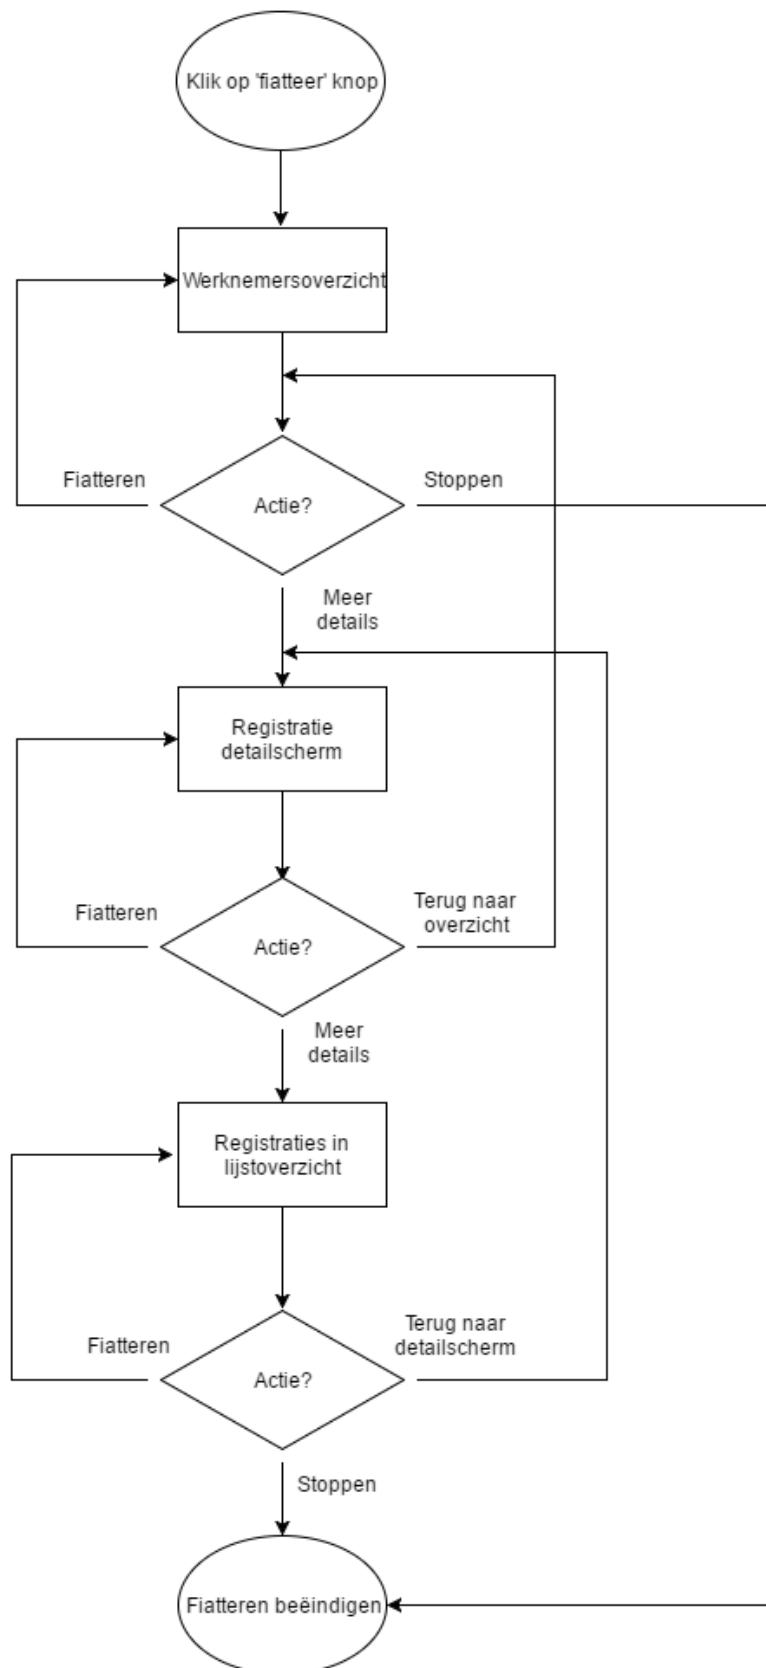 Klik op 'fiatteer' knop
Werknemersoverzicht
Fiatteren
Stoppen
Actie?
Meer
details
Registratie
detailscherm
Fiatteren
Terug naar
overzicht
Actie?
Meer
details
Registraties in
lijstoverzicht
Fiatteren
Terug naar
detailscherm
Actie?
Stoppen
Fiatteren beëindigen